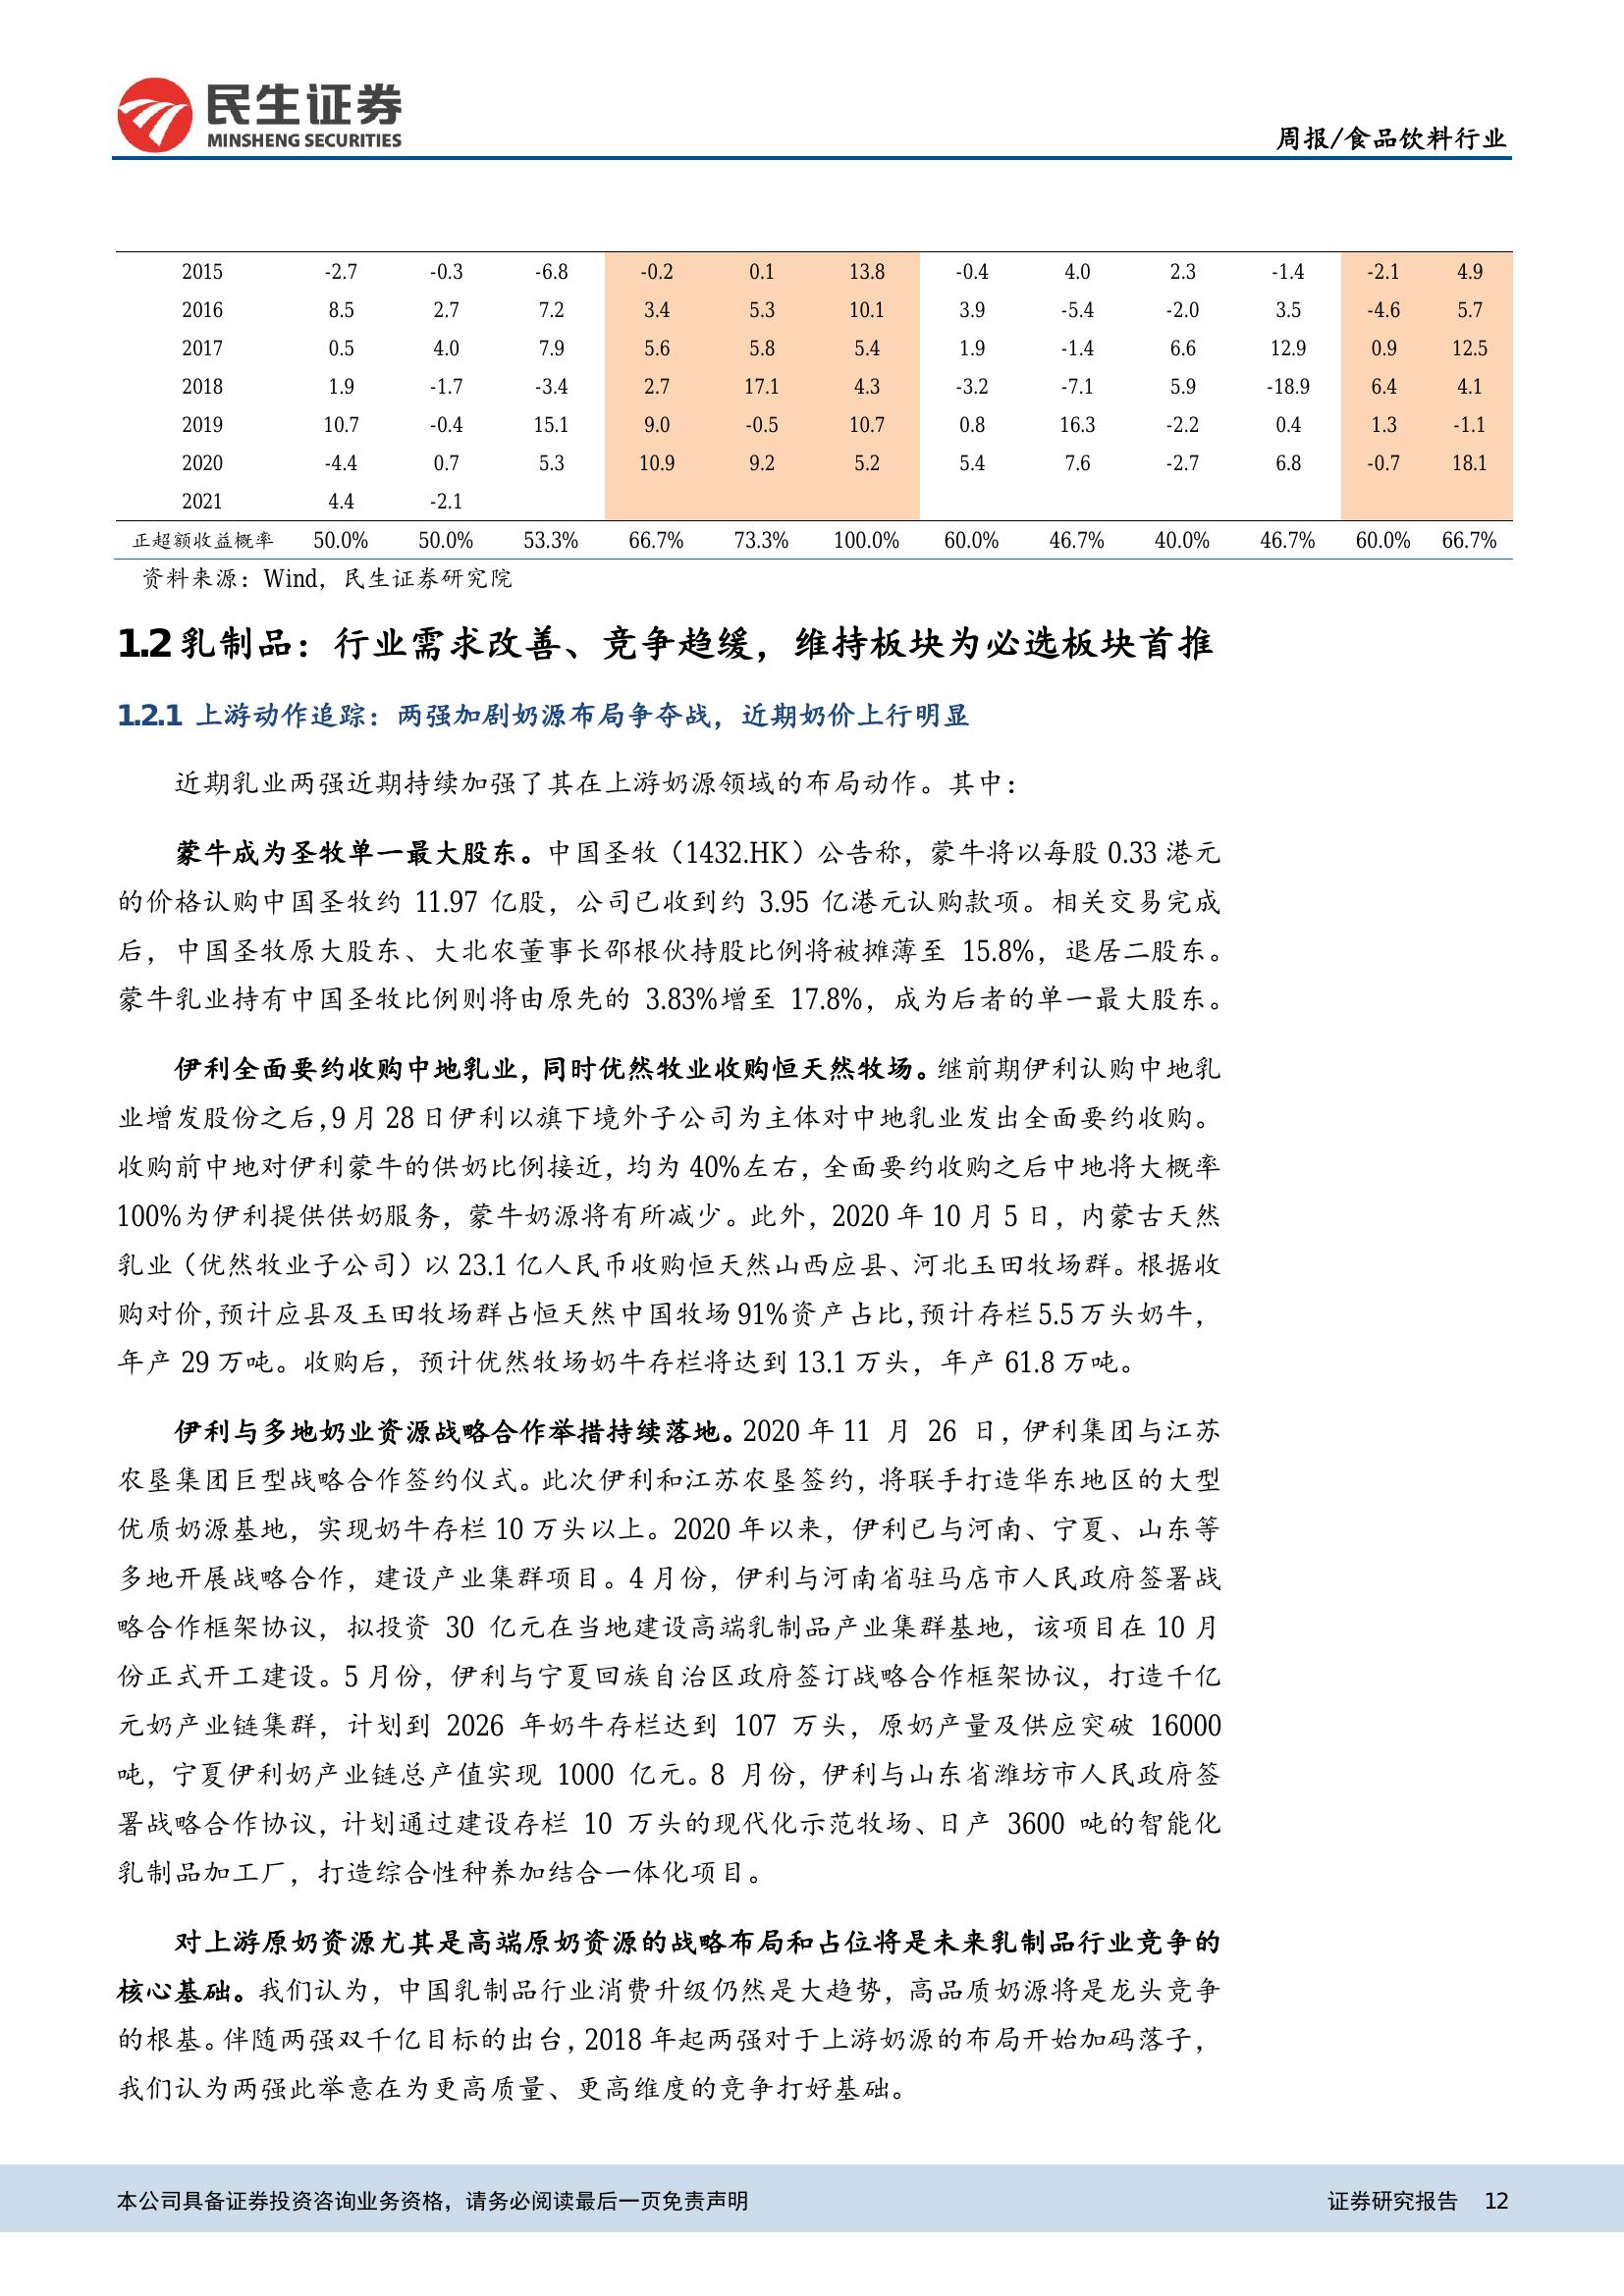 民生证券
MINSHENG SECURITIES
周报/食品饮料行业
2015 -2.7 -0.3 -6.8 -0.2 0.1 13.8 -0.4 4.0 2.3 -1.4 -2.1 4.9
2016 8.5 2.7 7.2 3.4 5.3 10.1 3.9 -5.4 -2.0 3.5 -4.6 5.7
2017 0.5 4.0 7.9 5.6 5.8 5.4 1.9 -1.4 6.6 12.9 0.9 12.5
2018 1.9 -1.7 -3.4 2.7 17.1 4.3 -3.2 -7.1 5.9 -18.9 6.4 4.1
2019 10.7 -0.4 15.1 9.0 -0.5 10.7 0.8 16.3 -2.2 0.4 1.3 -1.1
2020 -4.4 0.7 5.3 10.9 9.2 5.2 5.4 7.6 -2.7 6.8 -0.7 18.1
2021 4.4 -2.1
正超额收益概率 50.0% 50.0% 53.3% 66.7% 73.3% 100.0% 60.0% 46.7% 40.0% 46.7% 60.0% 66.7%
资料来源：Wind，民生证券研究院
1.2 乳制品：行业需求改善、竞争趋缓，维持板块为必选板块首推
1.2.1 上游动作追踪：两强加剧奶源布局争夺战，近期奶价上行明显
近期乳业两强近期持续加强了其在上游奶源领域的布局动作。其中：
蒙牛成为圣牧单一最大股东。中国圣牧（1432.HK）公告称，蒙牛将以每股 0.33 港元
的价格认购中国圣牧约 11.97 亿股，公司已收到约 3.95 亿港元认购款项。相关交易完成
后，中国圣牧原大股东、大北农董事长邵根伙持股比例将被摊薄至 15.8%，退居二股东。
蒙牛乳业持有中国圣牧比例则将由原先的 3.83%增至 17.8%，成为后者的单一最大股东。
伊利全面要约收购中地乳业，同时优然牧业收购恒天然牧场。继前期伊利认购中地乳
业增发股份之后，9 月 28 日伊利以旗下境外子公司为主体对中地乳业发出全面要约收购。
收购前中地对伊利蒙牛的供奶比例接近，均为 40%左右，全面要约收购之后中地将大概率
100%为伊利提供供奶服务，蒙牛奶源将有所减少。此外，2020 年 10 月 5 日，内蒙古天然
乳业（优然牧业子公司）以 23.1 亿人民币收购恒天然山西应县、河北玉田牧场群。根据收
购对价，预计应县及玉田牧场群占恒天然中国牧场 91%资产占比，预计存栏 5.5 万头奶牛，
年产 29 万吨。收购后，预计优然牧场奶牛存栏将达到 13.1 万头，年产 61.8 万吨。
伊利与多地奶业资源战略合作举措持续落地。2020 年 11 月 26 日，伊利集团与江苏
农垦集团巨型战略合作签约仪式。此次伊利和江苏农垦签约，将联手打造华东地区的大型
优质奶源基地，实现奶牛存栏 10 万头以上。2020 年以来，伊利已与河南、宁夏、山东等
多地开展战略合作，建设产业集群项目。4 月份，伊利与河南省驻马店市人民政府签署战
略合作框架协议，拟投资 30 亿元在当地建设高端乳制品产业集群基地，该项目在 10 月
份正式开工建设。5 月份，伊利与宁夏回族自治区政府签订战略合作框架协议，打造千亿
元奶产业链集群，计划到 2026 年奶牛存栏达到 107 万头，原奶产量及供应突破 16000
吨，宁夏伊利奶产业链总产值实现 1000 亿元。8 月份，伊利与山东省潍坊市人民政府签
署战略合作协议，计划通过建设存栏 10 万头的现代化示范牧场、日产 3600 吨的智能化
乳制品加工厂，打造综合性种养加结合一体化项目。
对上游原奶资源尤其是高端原奶资源的战略布局和占位将是未来乳制品行业竞争的
核心基础。我们认为，中国乳制品行业消费升级仍然是大趋势，高品质奶源将是龙头竞争
的根基。伴随两强双千亿目标的出台，2018 年起两强对于上游奶源的布局开始加码落子，
我们认为两强此举意在为更高质量、更高维度的竞争打好基础。
本公司具备证券投资咨询业务资格，请务必阅读最后一页免责声明
证券研究报告 12